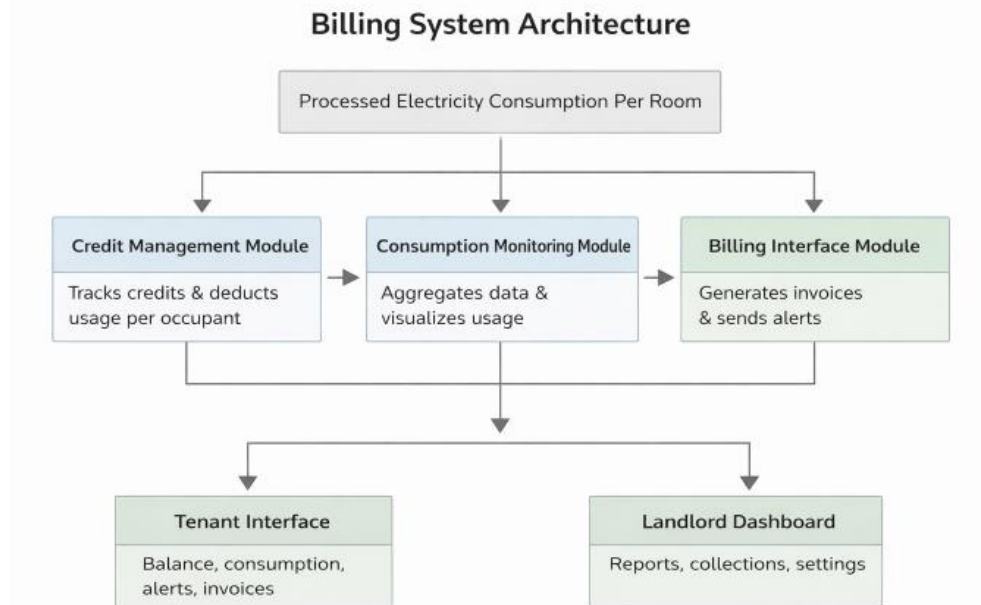 Billing System Architecture
Processed Electricity Consumption Per Room
Credit Management Module
Tracks credits & deducts
usage per occupant
Consumption Monitoring Module
Aggregates data &
visualizes usage
Billing Interface Module
Generates invoices
& sends alerts
Tenant Interface
Balance, consumption,
alerts, invoices
Landlord Dashboard
Reports, collections, settings